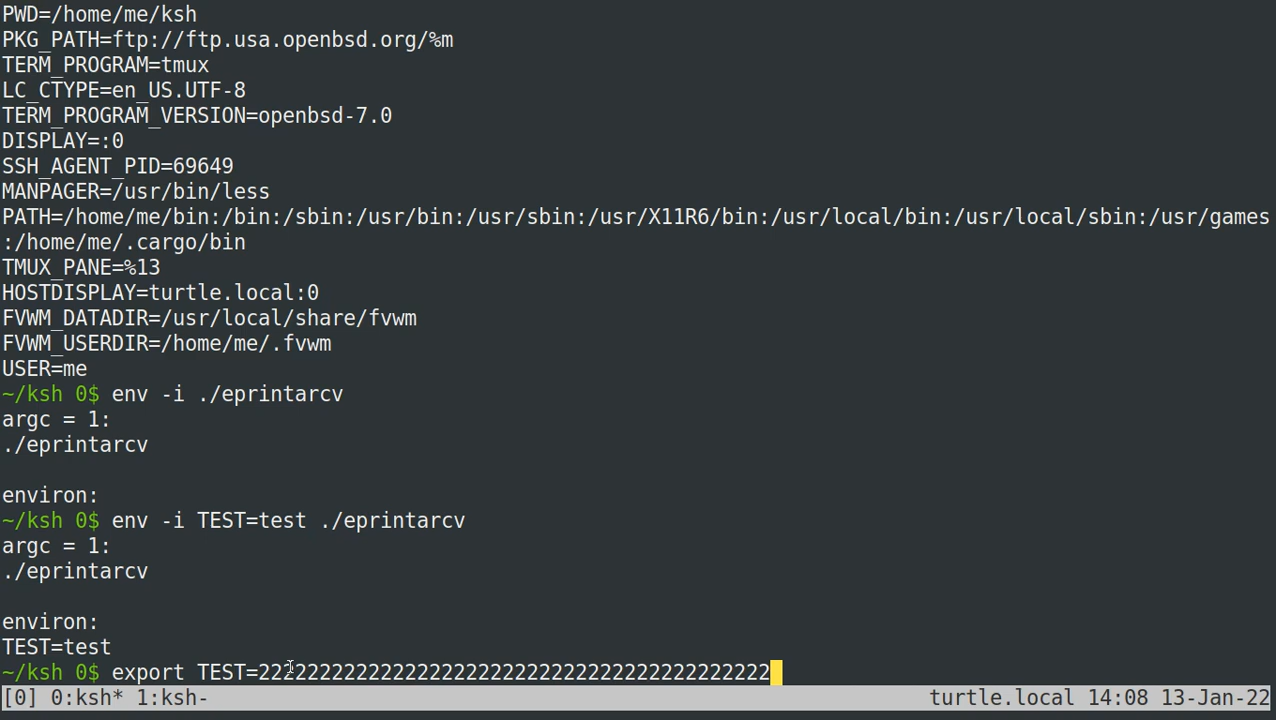 PWD=/home/me/ksh
PKG_PATH=ftp://ftp.usa.openbsd.org/%m
TERM_PROGRAM=tmux
LC_CTYPE=en_US.UTF-8
TERM_PROGRAM_VERSION=openbsd-7.0
DISPLAY=:0
SSH_AGENT_PID=69649
MANPAGER=/usr/bin/less
PATH=/home/me/bin:/bin:/sbin:/usr/bin:/usr/sbin:/usr/X11R6/bin:/usr/local/bin:/usr/local/sbin:/usr/games
:/home/me/.cargo/bin
TMUX_PANE=%13
HOSTDISPLAY=turtle.local:0
FVWM_DATADIR=/usr/local/share/fvwm
FVWM_USERDIR=/home/me/.fvwm
USER=me
~/ksh 0$ env -i ./eprintarcv
argc = 1:
./eprintarcv
environ:
~/ksh 0$ env -i TEST=test ./eprintarcv
argc = 1:
./eprintarcv
environ:
TEST=test
~/ksh 0$ export TEST=222222222222222222222222222222222222222222
[0] 0:ksh* 1:ksh- turtle.local 14:08 13-Jan-22